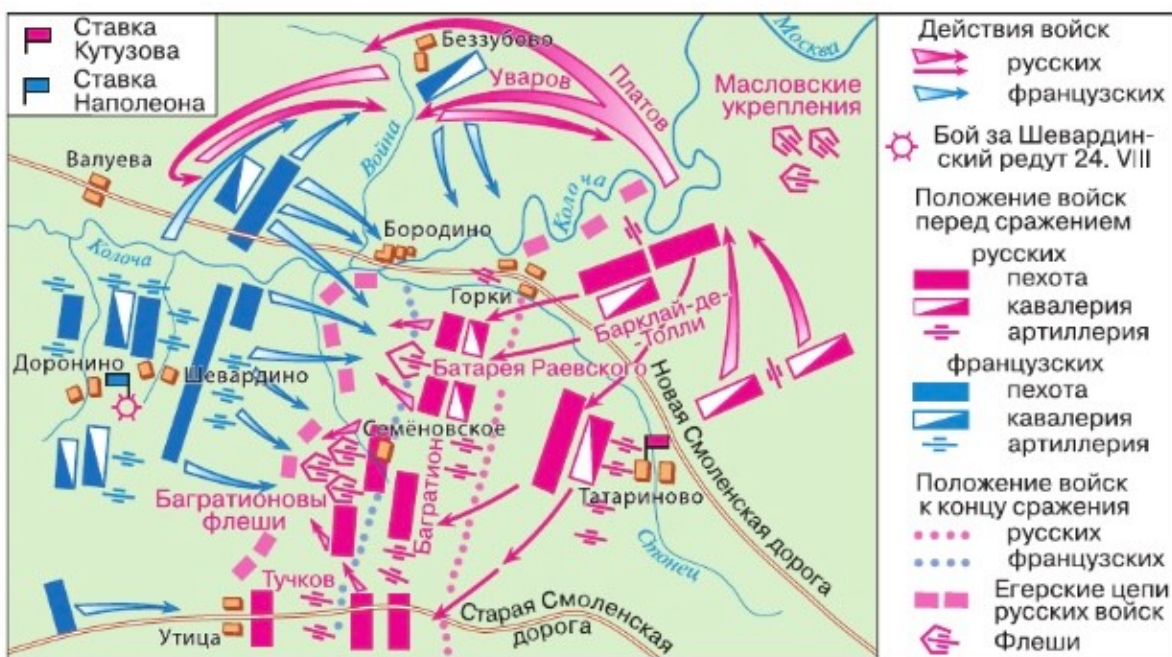 Ставка
Кутузова
Ставка
Наполеона
Беззубово
Уваров
Платов
Москва
Масловские
укрепления
Валуева
Война
Колоча
Бородино
Колоча
Горки
Барклай-де-
-Толли
Батарея Раевского
Доронино
Шевардино
Семёновское
Новая Смоленская дорога
Татариново
Багратионовы
флеши
Багратион
Стонец
Тучков
Утица
Старая Смоленская
дорога
Действия войск
русских
французских
Бой за Шевардин-
ский редут 24. VIII
Положение войск
перед сражением
русских
пехота
кавалерия
артиллерия
французских
пехота
кавалерия
артиллерия
Положение войск
к концу сражения
русских
французских
Егерские цепи
русских войск
Флеши